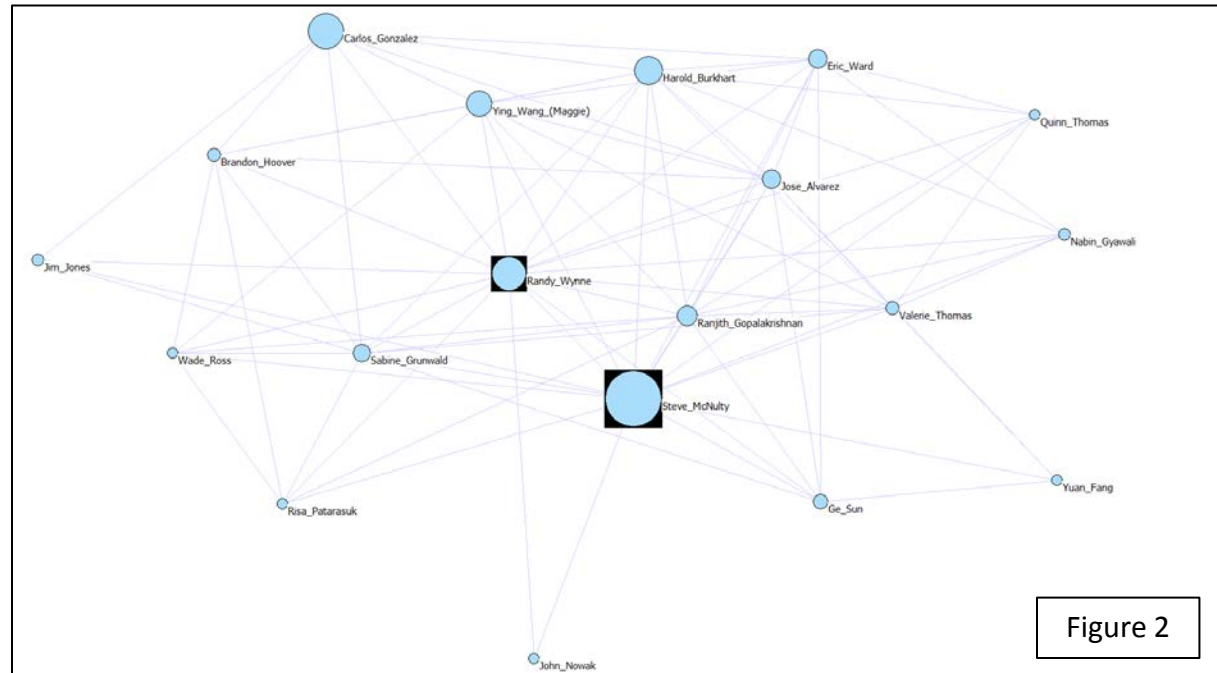 Carlos_Gonzalez
Eric_Ward
Harold_Burkhart
Ying_Wang_(Maggie)
Quinn_Thomas
Brandon_Hoover
Jose_Alvarez
Nabin_Gyawali
Jim_Jones
Randy_Wynne
Valerie_Thomas
Ranjith_Gopalakrishnan
Wade_Ross
Sabine_Grunwald
Steve_McNulty
Yuan_Fang
Risa_Patarasuk
Ge_Sun
Figure 2
John_Nowak